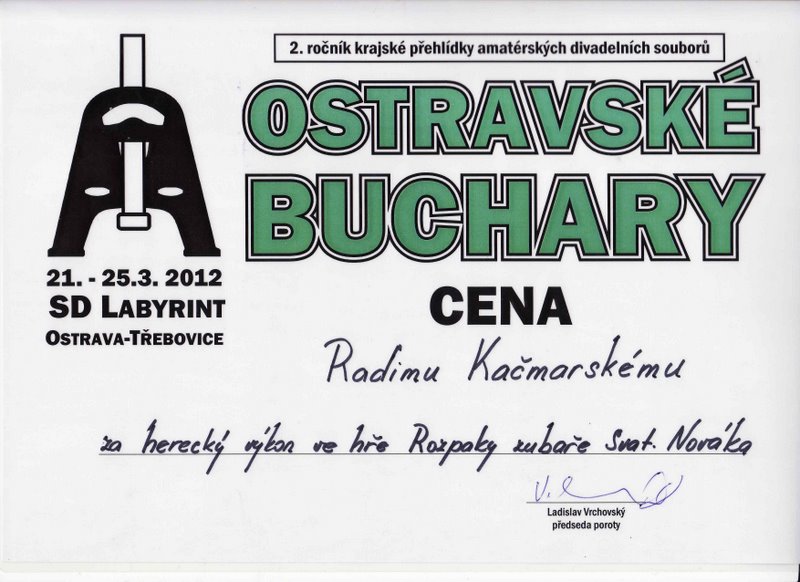 2. ročník krajské přehlídky amatérských divadelních souborů
OSTRAVSKÉ
BUCHARY
21. - 25.3. 2012
SD LABYRINT
OSTRAVA-TŘEBOVICE
CENA
Radimu Kačmarskému
za herecký výkon ve hře Rozpaky zubaře Svat. Nováka
Ladislav Vrchovský
předseda poroty